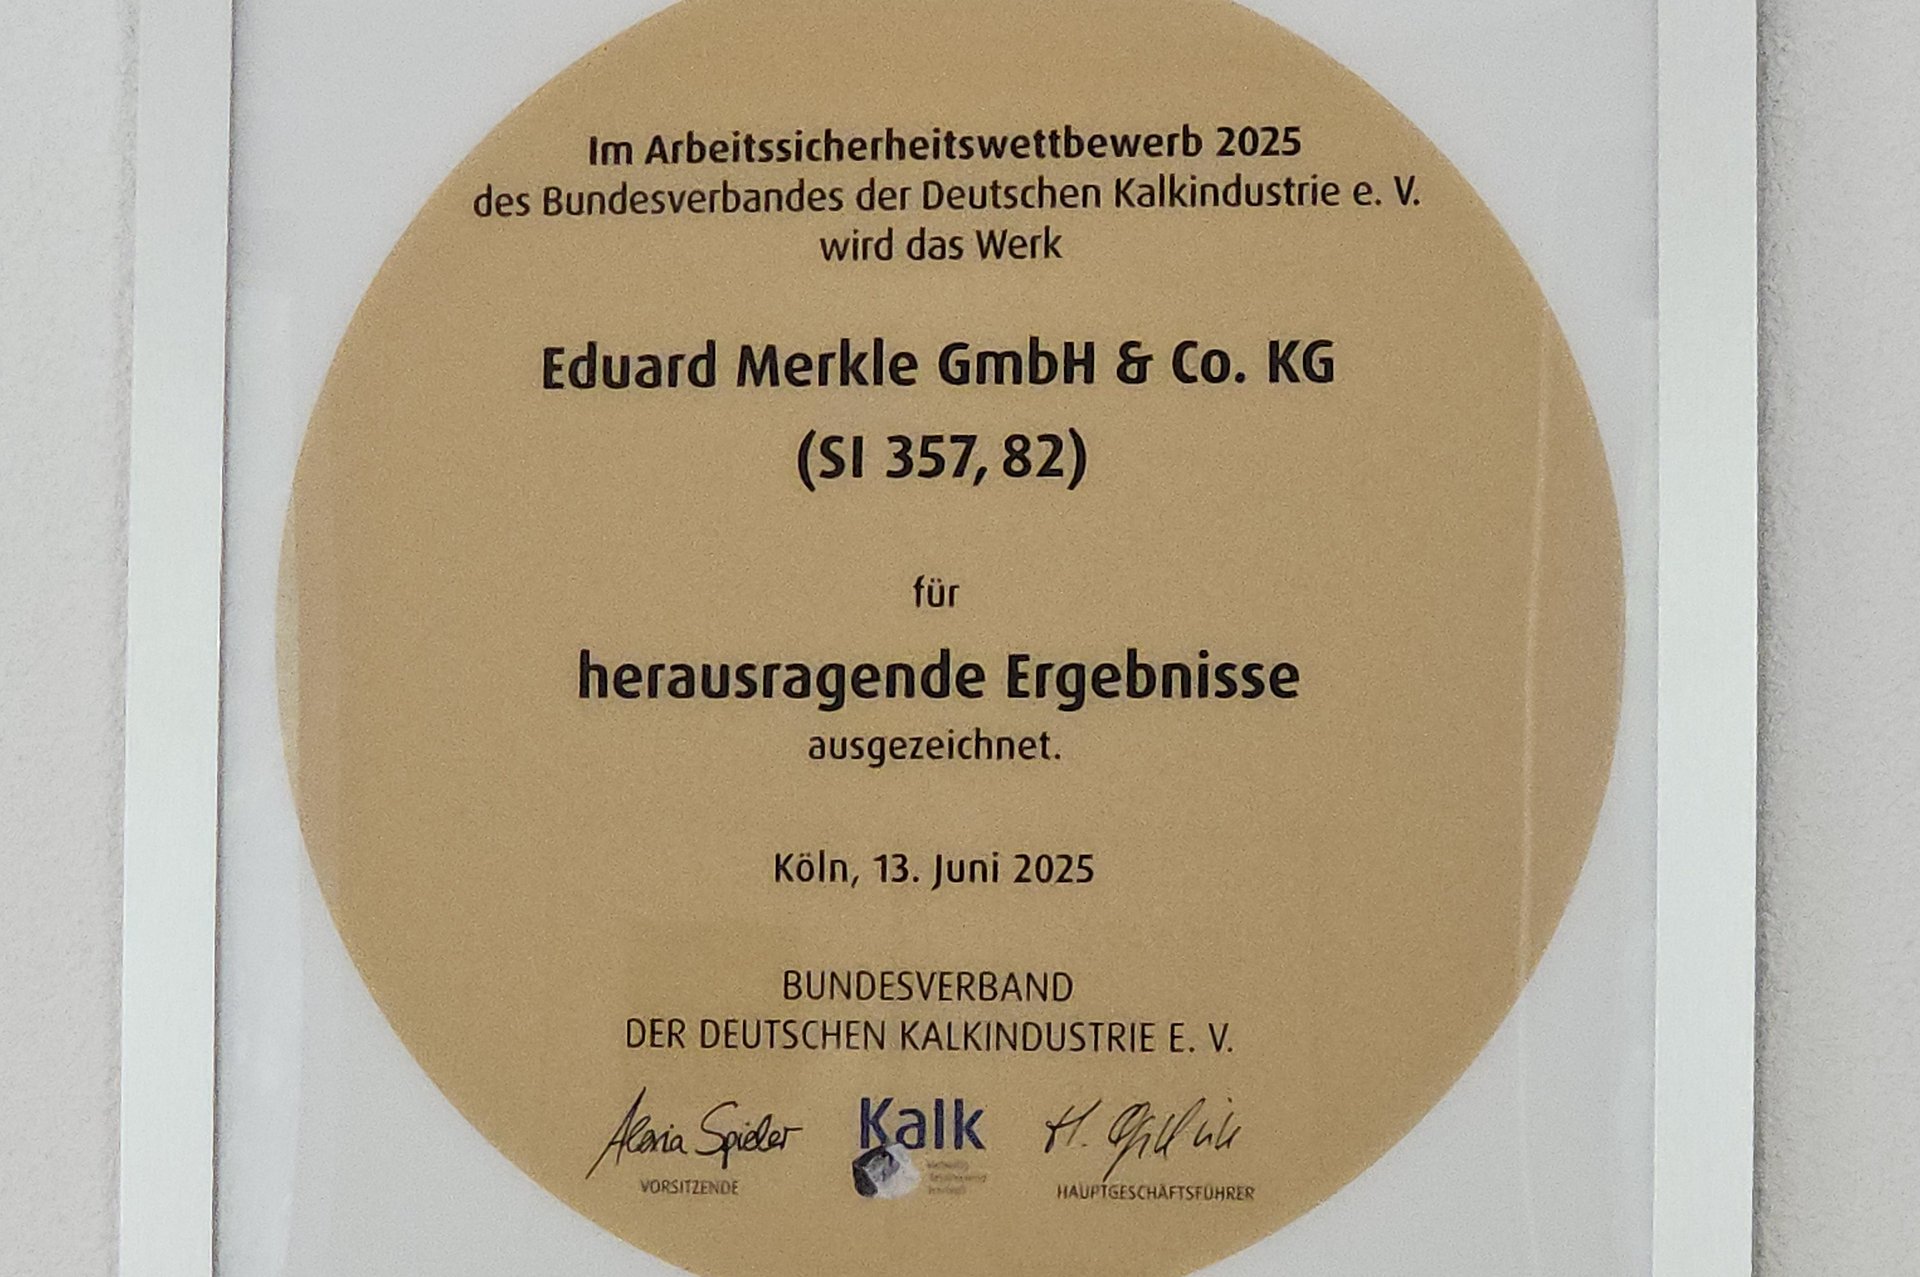 Im Arbeitssicherheitswettbewerb 2025
des Bundesverbandes der Deutschen Kalkindustrie e. V.
wird das Werk
Eduard Merkle GmbH & Co. KG
(SI 357, 82)
für
herausragende Ergebnisse
ausgezeichnet.
Köln, 13. Juni 2025
BUNDESVERBAND
DER DEUTSCHEN KALKINDUSTRIE E. V.
Spieler
Kalk
H.
VORSITZENDE
HAUPTGESCHÄFTSFÜHRER